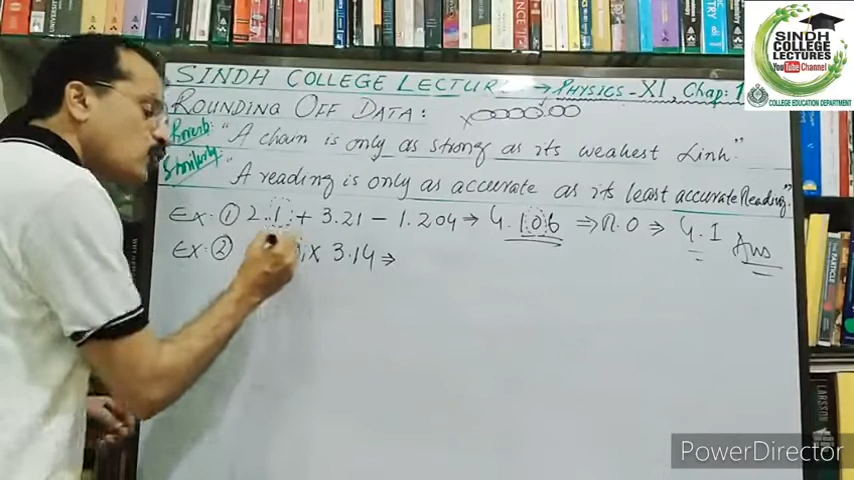 SINDH COLLEGE LECTURES → PHYSICS-XI, Chap: 1
ROUNDING OFF DATA:
Proverb: "A chain is only as strong as its weakest Link."
Similarly "A reading is only as accurate as its least accurate Reading"
Ex: ① 2.1 + 3.21 - 1.204 ⇒ 4.106 ⇒ R.O ⇒ 4.1 Ans
Ex: ② x 3.14 ⇒
SINDH
COLLEGE
LECTURES
YouTube Channel
COLLEGE EDUCATION DEPARTMENT
PowerDirector